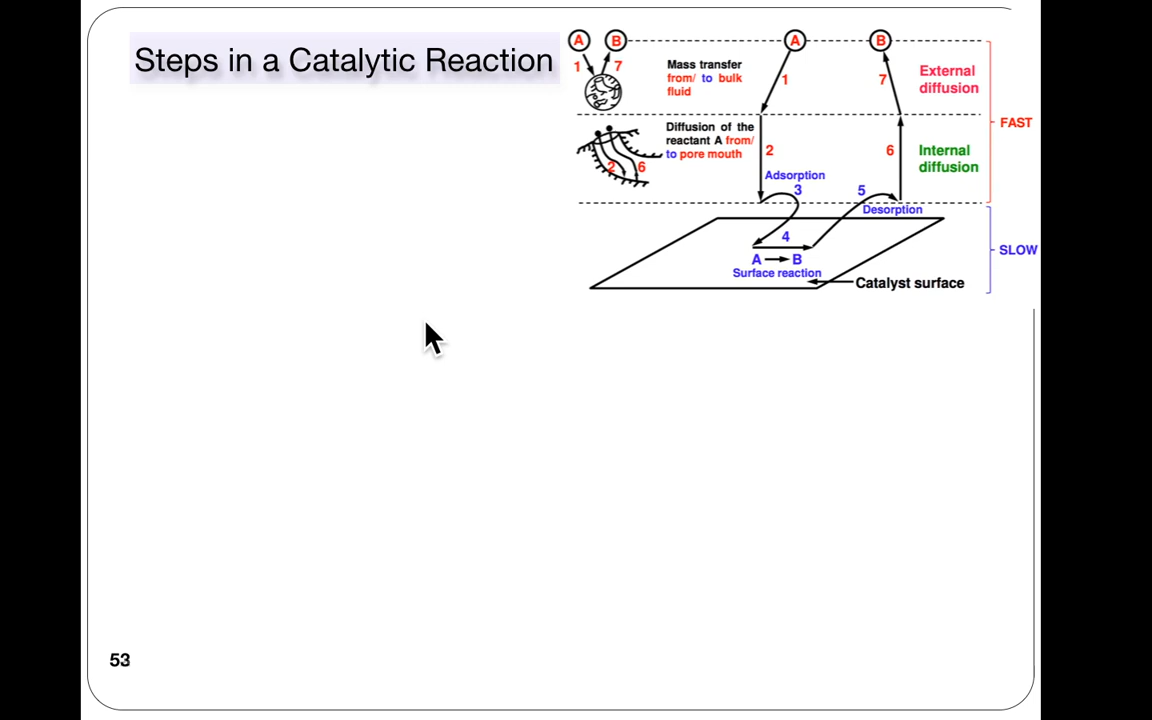 Steps in a Catalytic Reaction
A B A B
1 7
Mass transfer
from/ to bulk
fluid
1 7
External
diffusion
FAST
Diffusion of the
reactant A from/
to pore mouth
2 6
2 6
Internal
diffusion
Adsorption
3 5
Desorption
4
A B
Surface reaction
SLOW
Catalyst surface
53